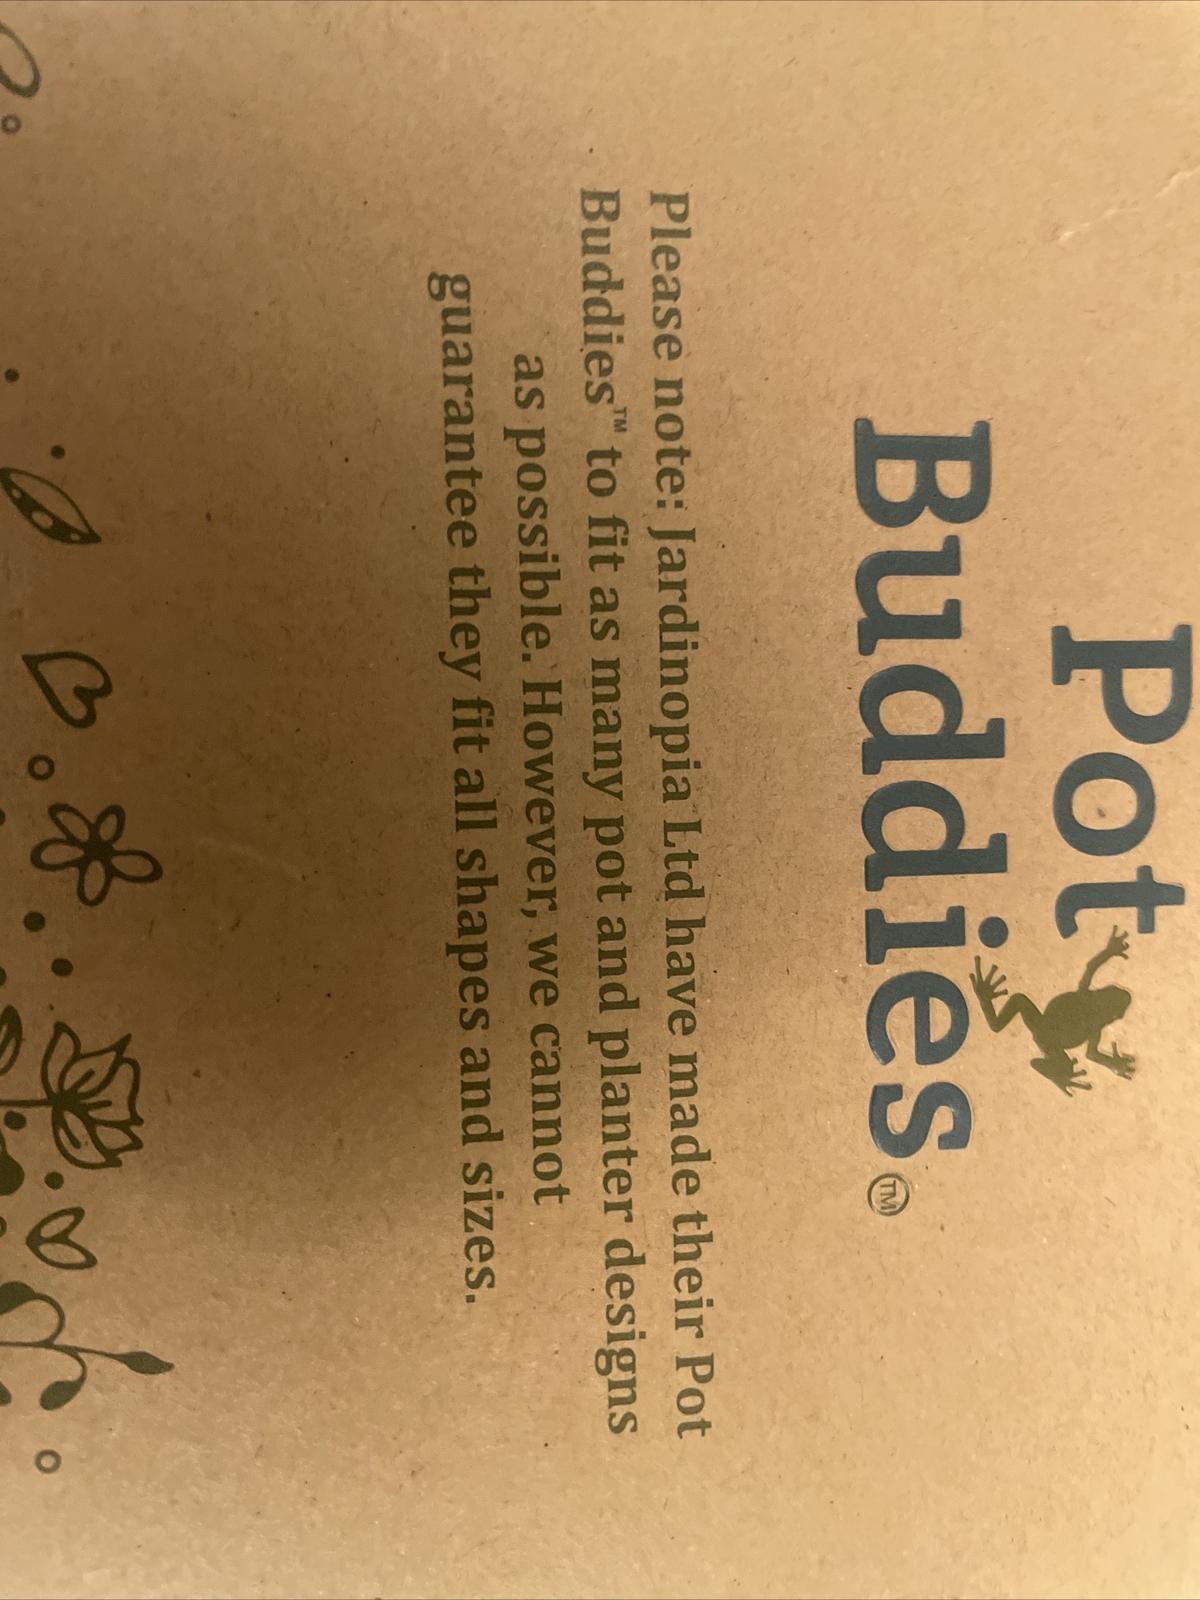 Pot
Buddies™
Please note: Jardinopia Ltd have made their Pot
Buddies™ to fit as many pot and planter designs
as possible. However, we cannot
guarantee they fit all shapes and sizes.